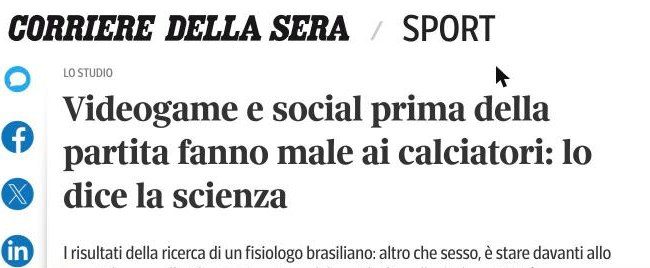 CORRIERE DELLA SERA / SPORT
LO STUDIO
Videogame e social prima della
partita fanno male ai calciatori: lo
dice la scienza
I risultati della ricerca di un fisiologo brasiliano: altro che sesso, è stare davanti allo